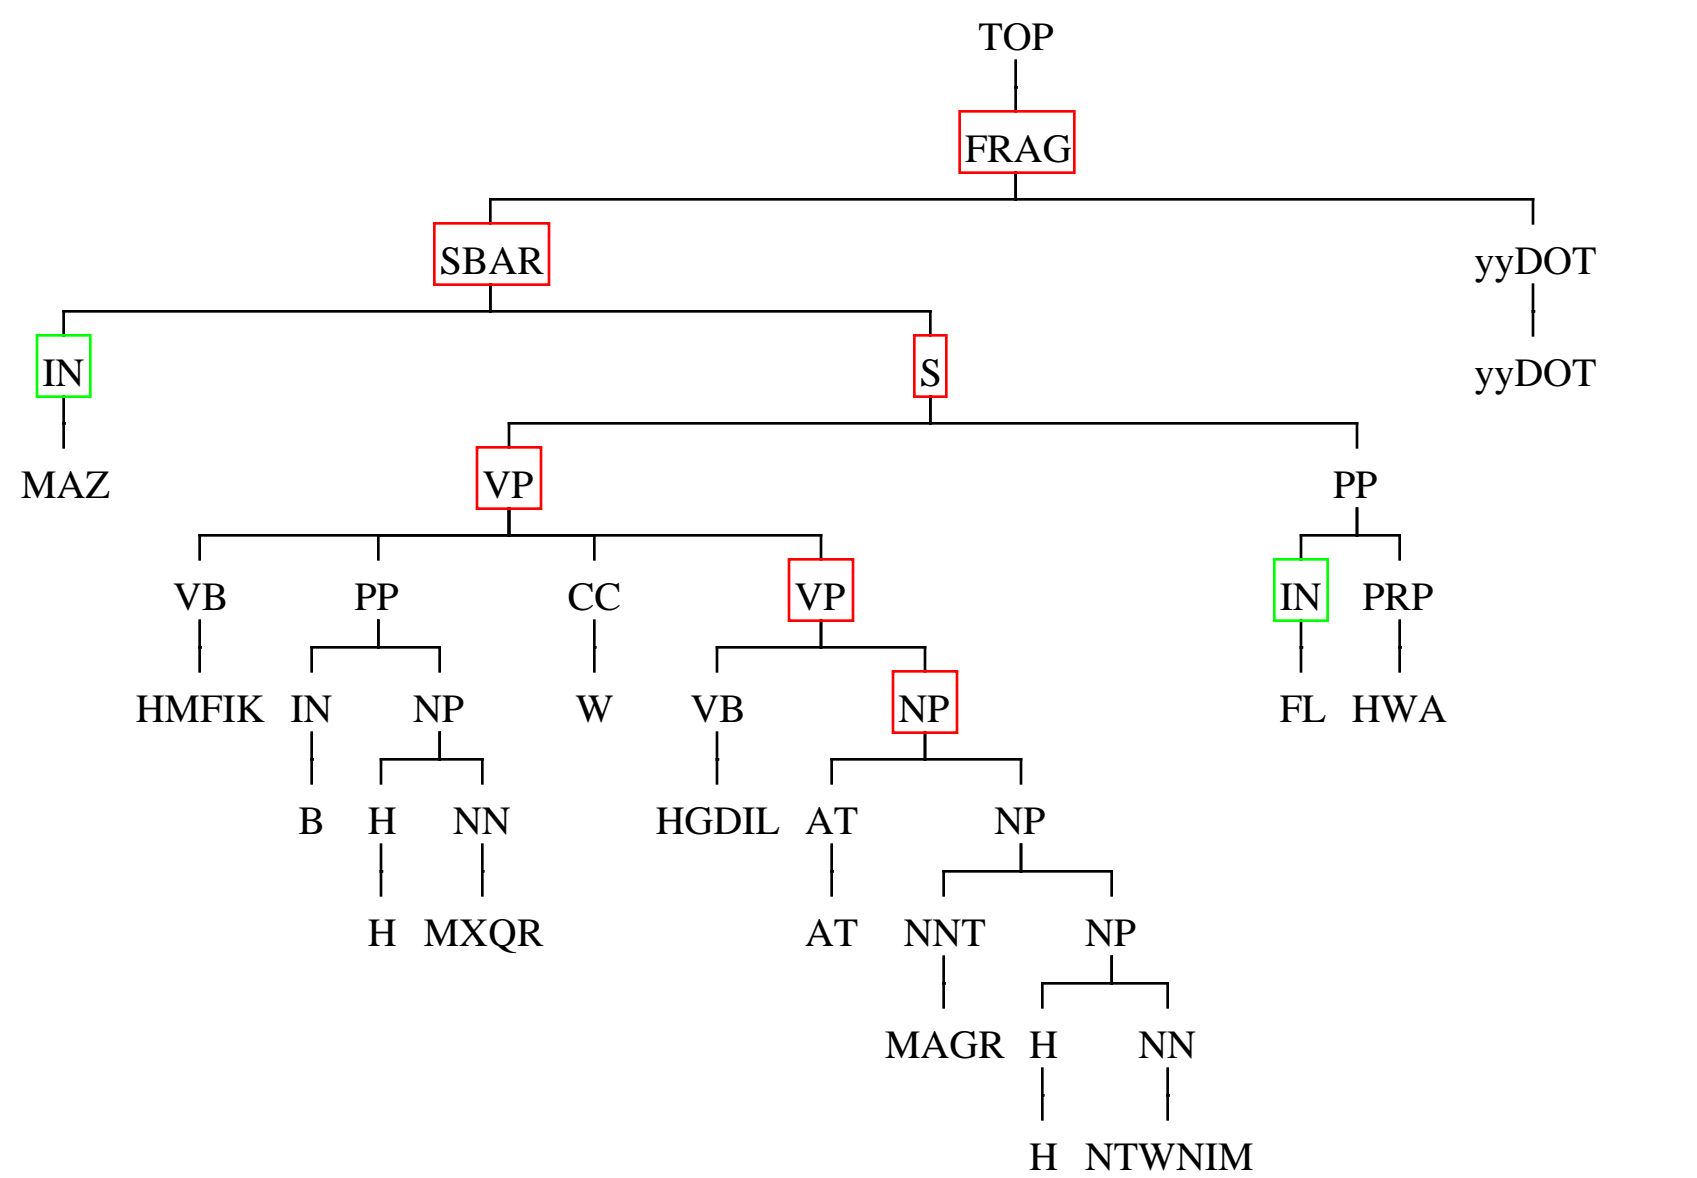 TOP
FRAG
SBAR yyDOT
IN S yyDOT
MAZ VP PP
VB PP CC VP IN PRP
HMFIK IN NP W VB NP FL HWA
B H NN HGDIL AT NP
H MXQR AT NNT NP
MAGR H NN
H NTWNIM